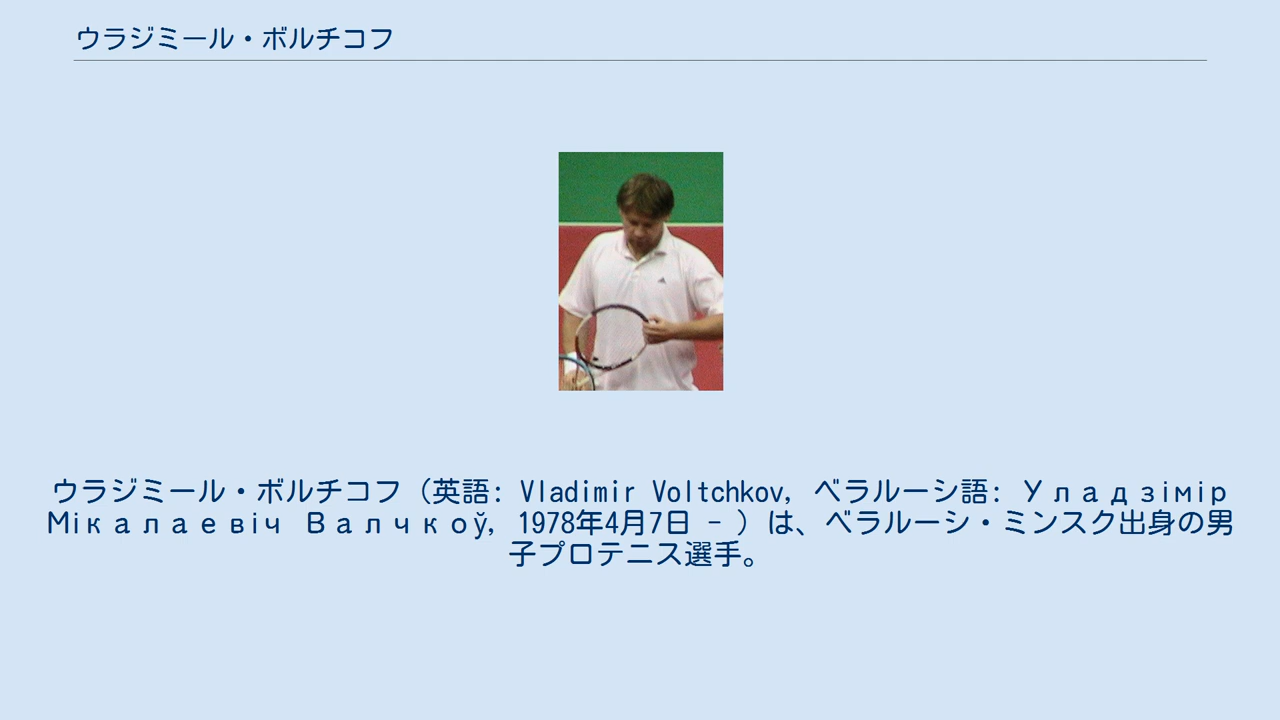 ウラジミール・ボルチコフ
ウラジミール・ボルチコフ（英語: Vladimir Voltchkov, ベラルーシ語: Уладзімір
Мікалаевіч Валчкоў, 1978年4月7日 - ）は、ベラルーシ・ミンスク出身の男
子プロテニス選手。